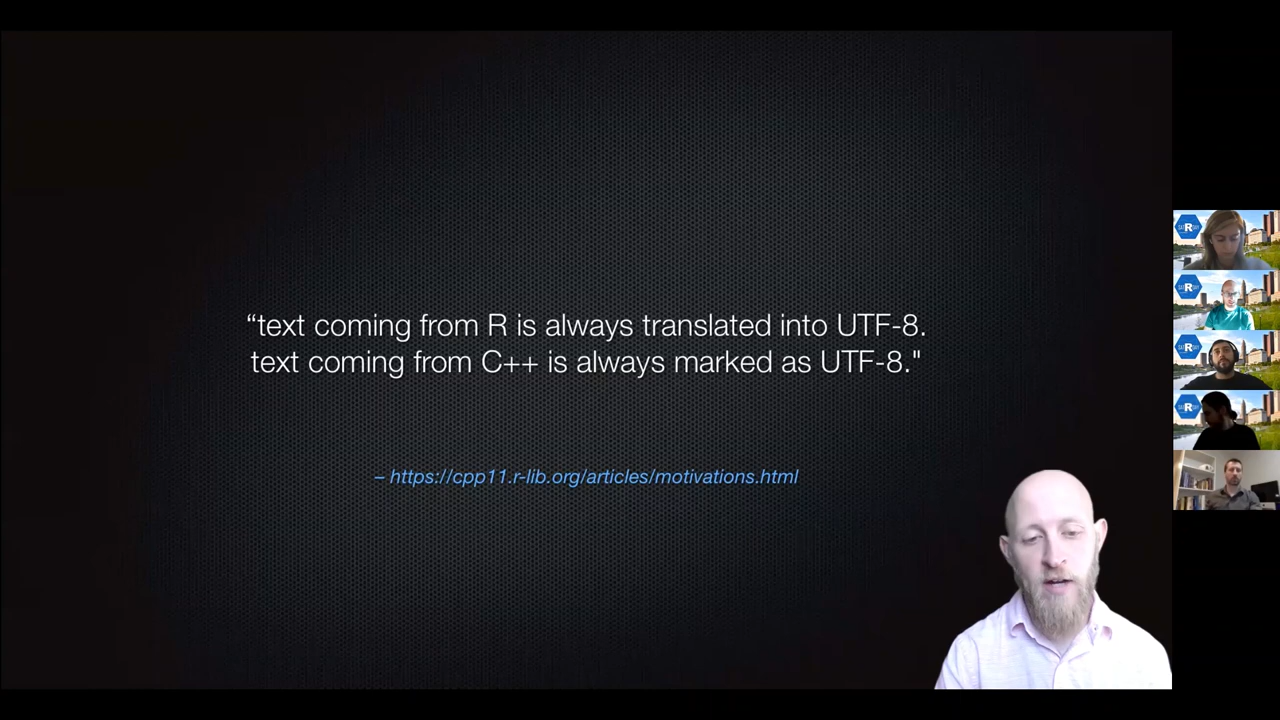 “text coming from R is always translated into UTF-8.
text coming from C++ is always marked as UTF-8."
– https://cpp11.r-lib.org/articles/motivations.html
R
R
R
R